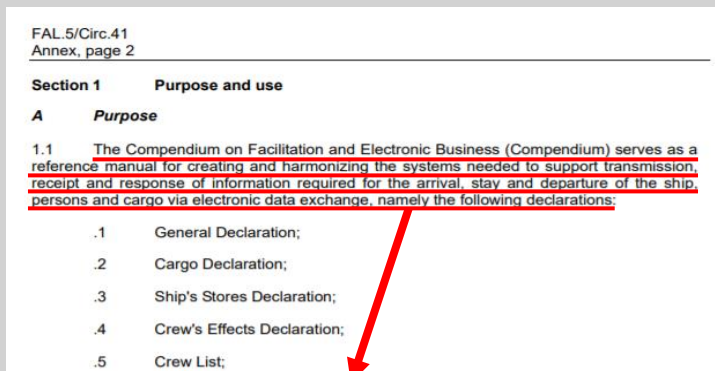 FAL.5/Circ.41
Annex, page 2
Section 1 Purpose and use
A Purpose
1.1 The Compendium on Facilitation and Electronic Business (Compendium) serves as a
reference manual for creating and harmonizing the systems needed to support transmission,
receipt and response of information required for the arrival, stay and departure of the ship,
persons and cargo via electronic data exchange, namely the following declarations:
.1 General Declaration;
.2 Cargo Declaration;
.3 Ship's Stores Declaration;
.4 Crew's Effects Declaration;
.5 Crew List;